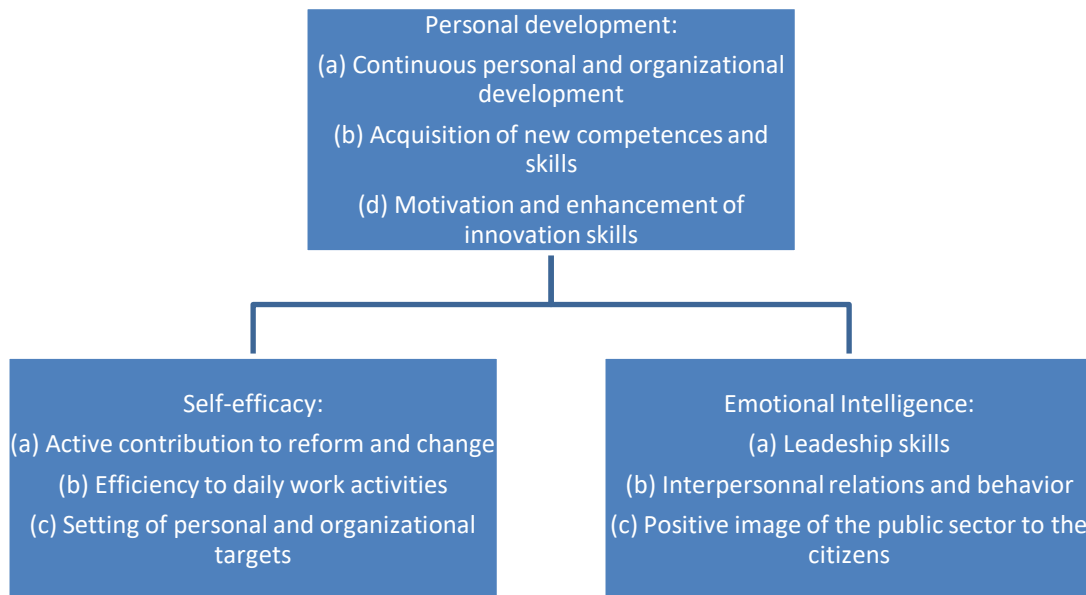 Personal development:
(a) Continuous personal and organizational
development
(b) Acquisition of new competences and
skills
(d) Motivation and enhancement of
innovation skills
Self-efficacy:
(a) Active contribution to reform and change
(b) Efficiency to daily work activities
(c) Setting of personal and organizational
targets
Emotional Intelligence:
(a) Leadeship skills
(b) Interpersonnal relations and behavior
(c) Positive image of the public sector to the
citizens